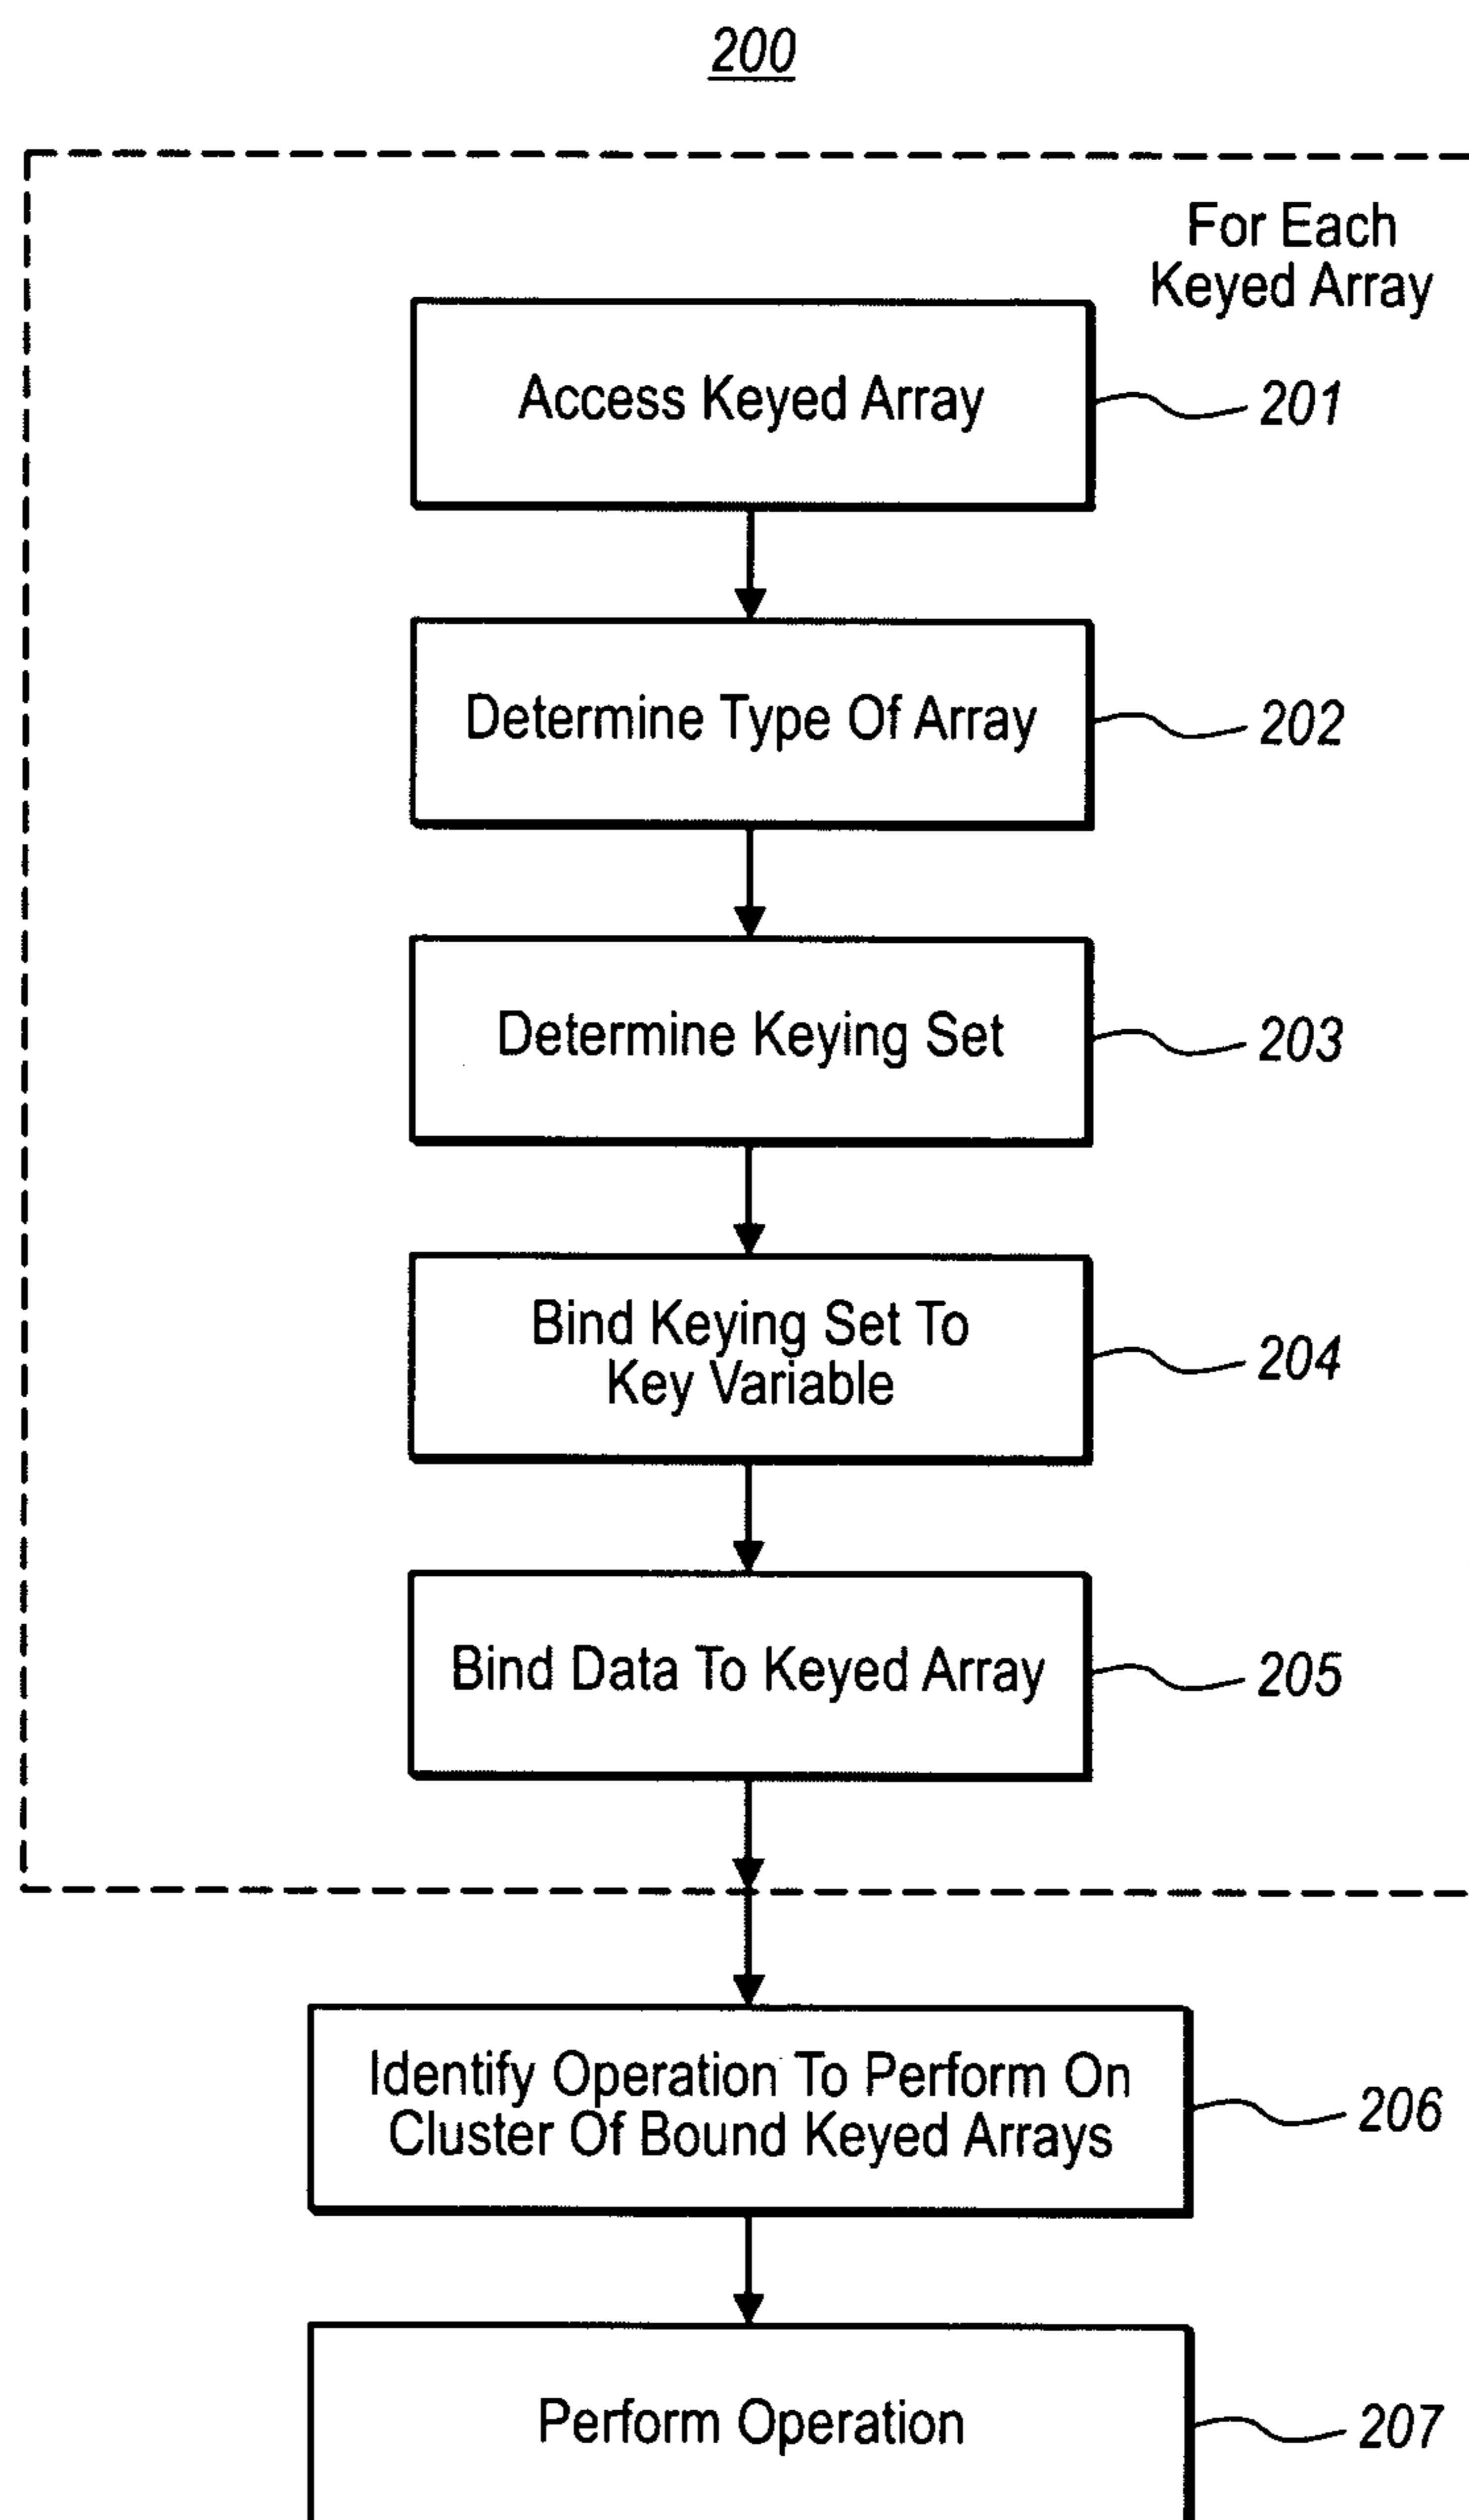 200
For Each
Keyed Array
Access Keyed Array
201
Determine Type Of Array
202
Determine Keying Set
203
Bind Keying Set To
Key Variable
204
Bind Data To Keyed Array
205
Identify Operation To Perform On
Cluster Of Bound Keyed Arrays
206
Perform Operation
207